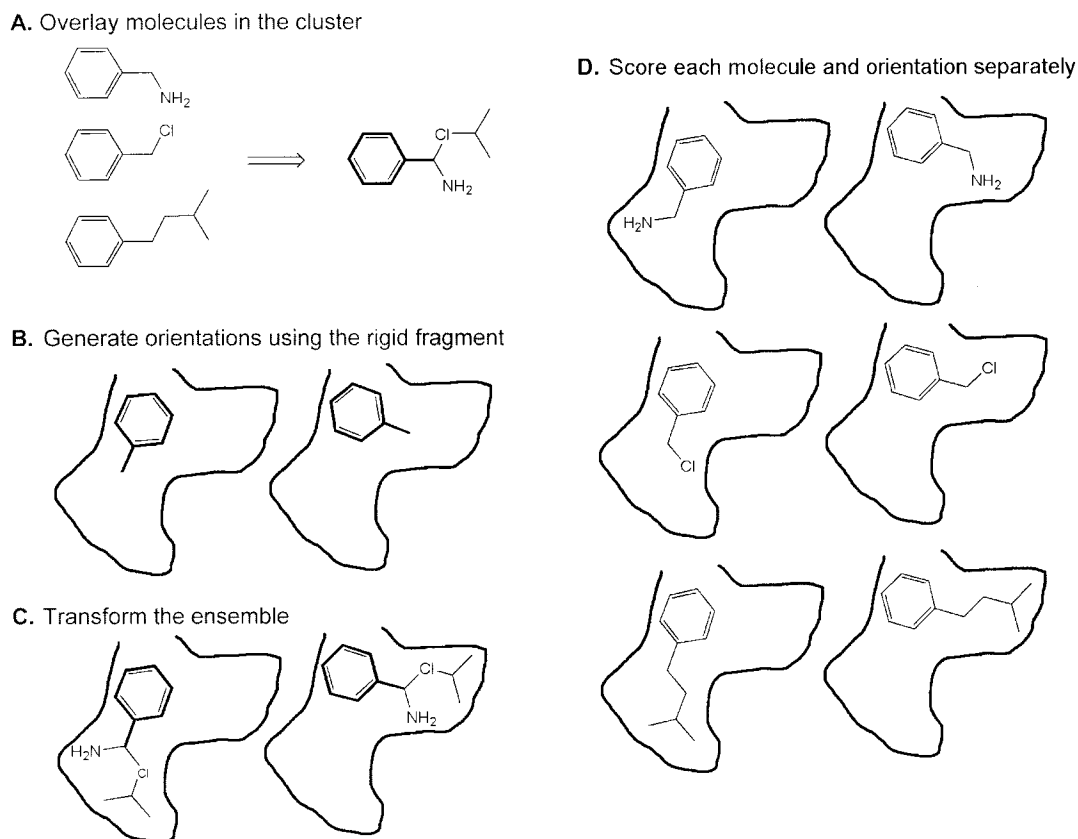 A. Overlay molecules in the cluster
NH2
Cl
Cl
NH2
B. Generate orientations using the rigid fragment
C. Transform the ensemble
H2N
Cl
Cl
NH2
D. Score each molecule and orientation separately
H2N
NH2
Cl
Cl